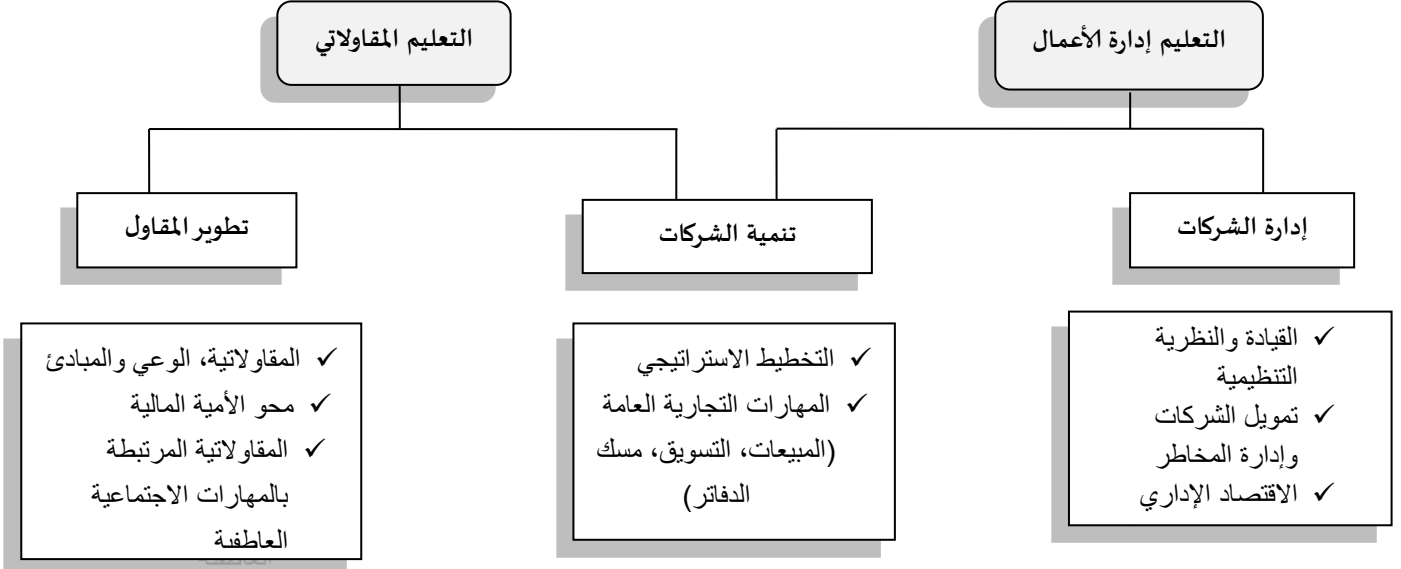 التعليم إدارة الأعمال
التعليم المقاولاتي
إدارة الشركات
تنمية الشركات
تطوير المقاول
✓ القيادة والنظرية
التنظيمية
✓ تمويل الشركات
وإدارة المخاطر
✓ الاقتصاد الإداري
✓ التخطيط الاستراتيجي
✓ المهارات التجارية العامة
(المبيعات، التسويق، مسك
الدفاتر)
✓ المقاولاتية، الوعي والمبادئ
✓ محو الأمية المالية
✓ المقاولاتية المرتبطة
بالمهارات الاجتماعية
العاطفية